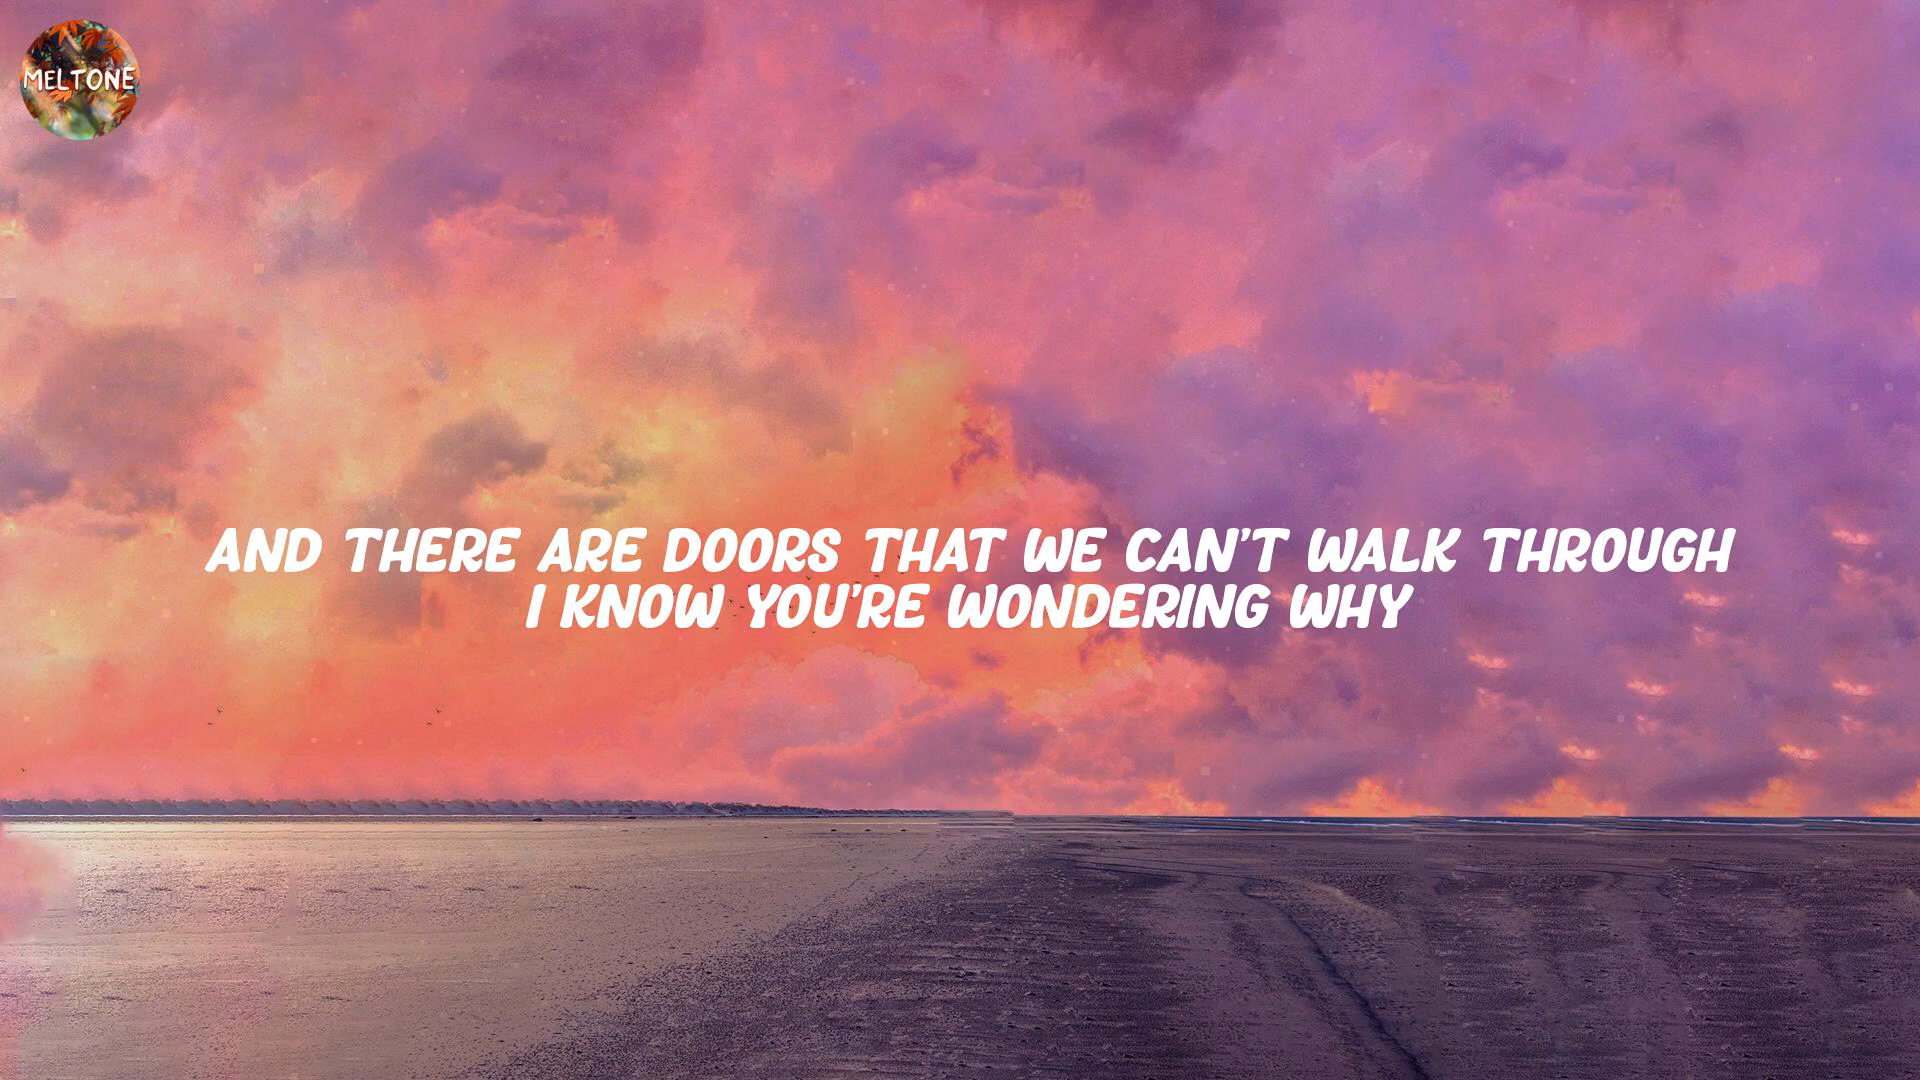 MELTONE
AND THERE ARE DOORS THAT WE CAN'T WALK THROUGH
I KNOW YOU'RE WONDERING WHY